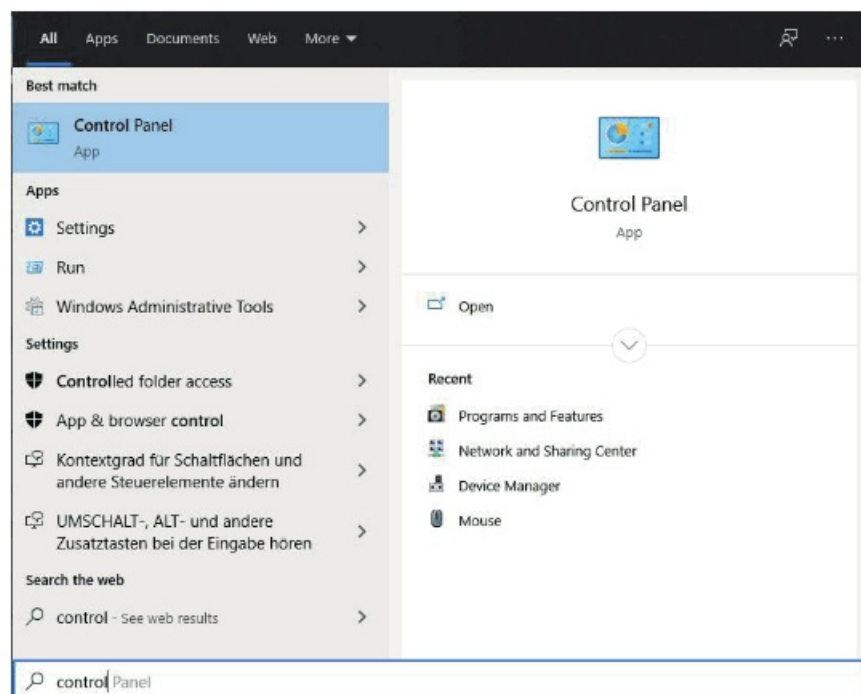 All Apps Documents Web More
Best match
Control Panel
App
Apps
Settings
Run
Windows Administrative Tools
Settings
Controlled folder access
App & browser control
Kontextgrad für Schaltflächen und
andere Steuerelemente ändern
UMSCHALT-, ALT- und andere
Zusatztasten bei der Eingabe hören
Search the web
control - See web results
control Panel
Control Panel
App
Open
Recent
Programs and Features
Network and Sharing Center
Device Manager
Mouse